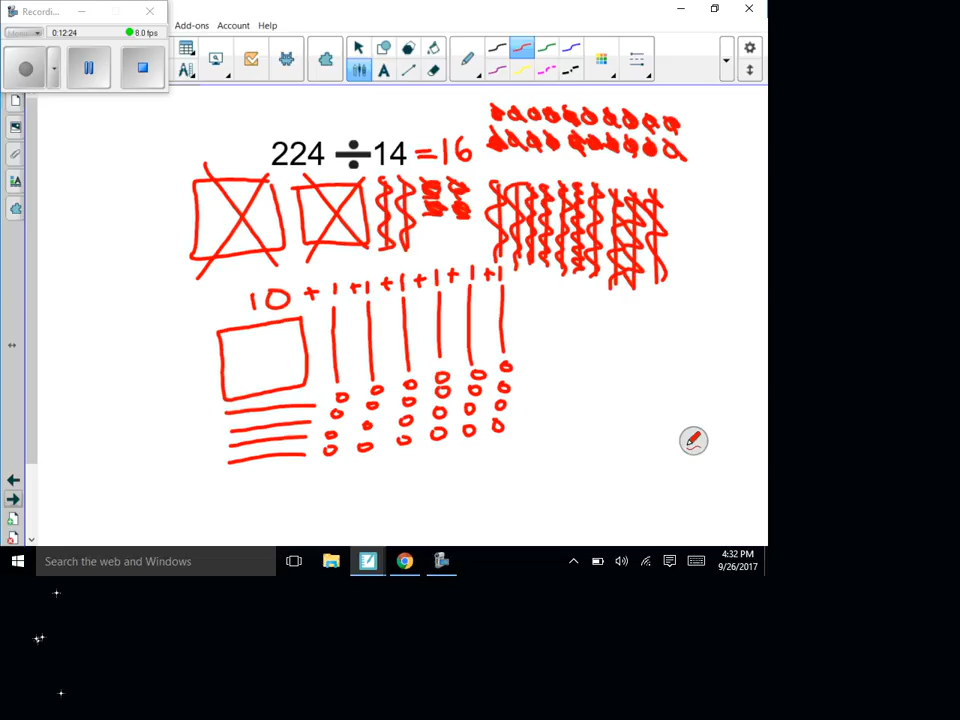 Recordi...
0:12:24
8.0 fps
Add-ons Account Help
224 ÷ 14 = 16
10 + 1 + 1 + 1 + 1 + 1 + 1
Search the web and Windows
4:32 PM
9/26/2017